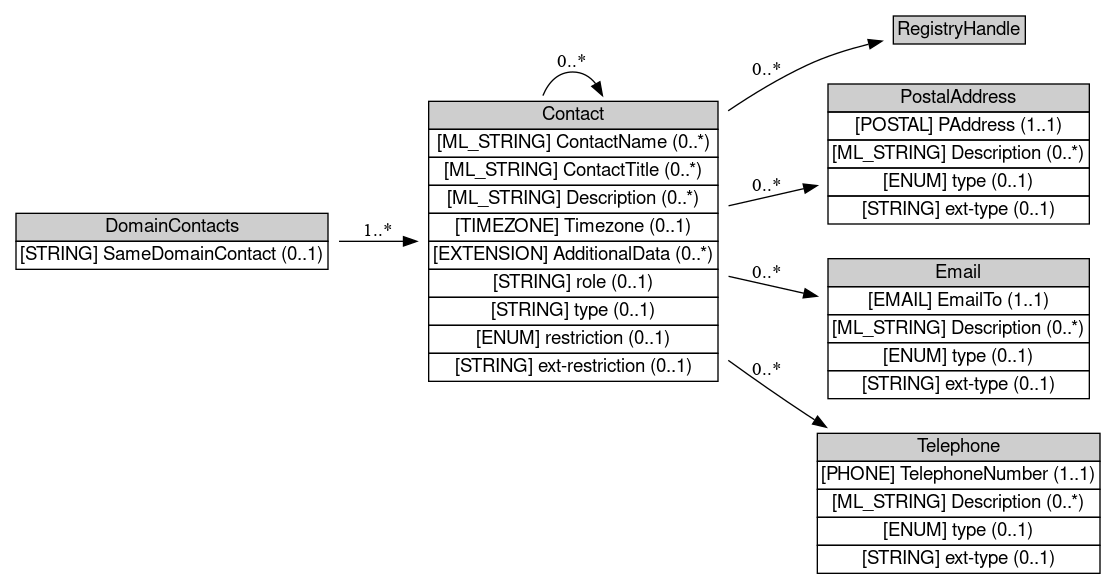 DomainContacts
[STRING] SameDomainContact (0..1)
1..*
0..*
Contact
[ML_STRING] ContactName (0..*)
[ML_STRING] ContactTitle (0..*)
[ML_STRING] Description (0..*)
[TIMEZONE] Timezone (0..1)
[EXTENSION] AdditionalData (0..*)
[STRING] role (0..1)
[STRING] type (0..1)
[ENUM] restriction (0..1)
[STRING] ext-restriction (0..1)
0..*
RegistryHandle
0..*
PostalAddress
[POSTAL] PAddress (1..1)
[ML_STRING] Description (0..*)
[ENUM] type (0..1)
[STRING] ext-type (0..1)
0..*
Email
[EMAIL] EmailTo (1..1)
[ML_STRING] Description (0..*)
[ENUM] type (0..1)
[STRING] ext-type (0..1)
0..*
Telephone
[PHONE] TelephoneNumber (1..1)
[ML_STRING] Description (0..*)
[ENUM] type (0..1)
[STRING] ext-type (0..1)